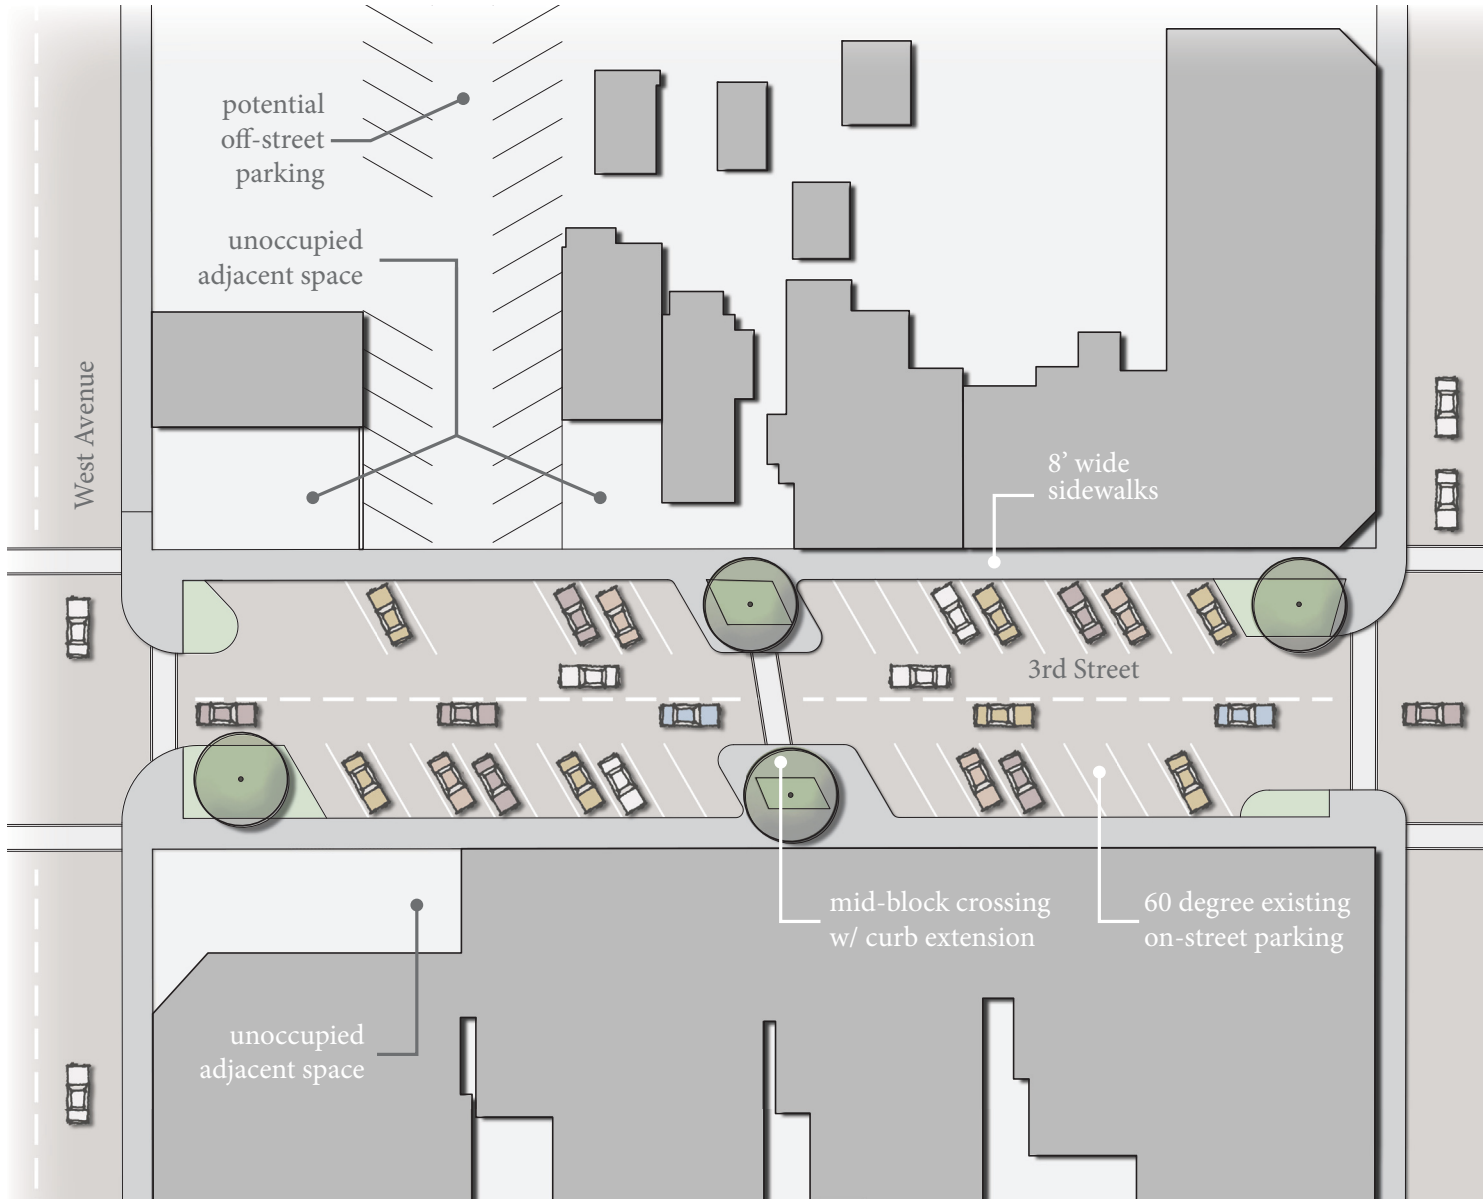 potential
off-street
parking
unoccupied
adjacent space
West Avenue
8’ wide
sidewalks
3rd Street
mid-block crossing
w/ curb extension
60 degree existing
on-street parking
unoccupied
adjacent space